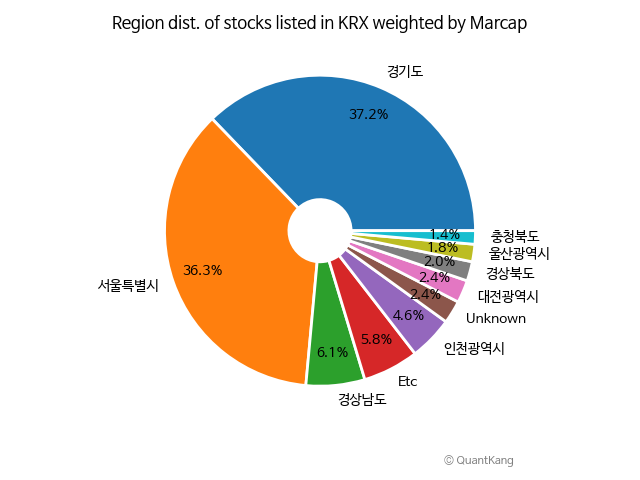 Region dist. of stocks listed in KRX weighted by Marcap
경기도
37.2%
서울특별시
36.3%
경상남도
6.1%
Etc
5.8%
인천광역시
4.6%
Unknown
2.4%
대전광역시
2.4%
경상북도
2.0%
울산광역시
1.8%
충청북도
1.4%
© QuantKang